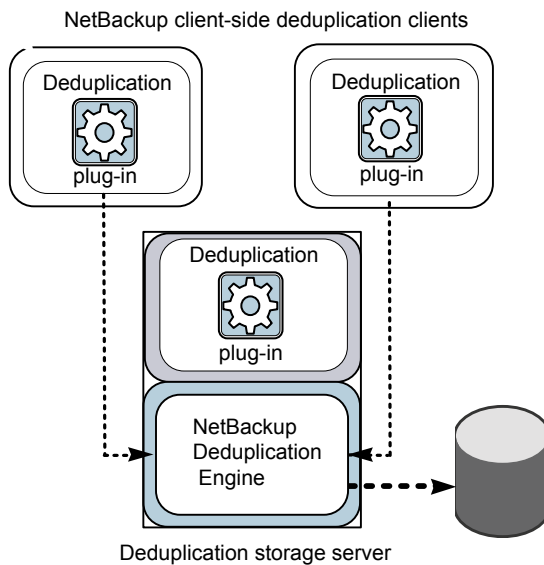 NetBackup client-side deduplication clients
Deduplication
plug-in
Deduplication
plug-in
Deduplication
plug-in
NetBackup
Deduplication
Engine
Deduplication storage server